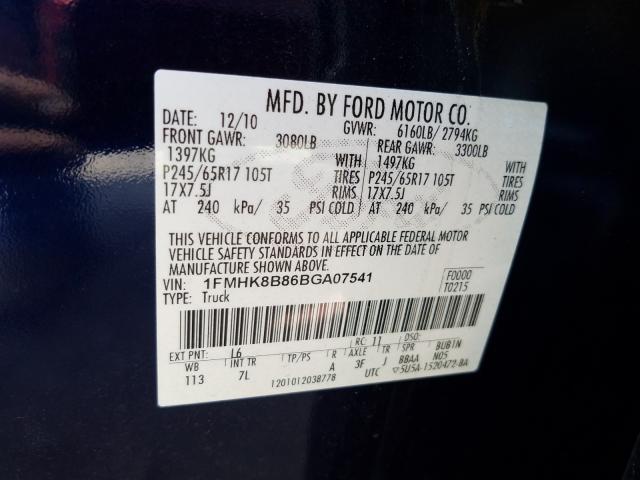 MFD. BY FORD MOTOR CO.
DATE: 12/10 GVWR: 6160LB/2794KG
FRONT GAWR: 3080LB REAR GAWR: 3300LB
1397KG WITH 1497KG WITH
P245/65R17 105T TIRES P245/65R17 105T TIRES
17X7.5J RIMS 17X7.5J RIMS
AT 240 kPa/ 35 PSI COLD AT 240 kPa/ 35 PSI COLD
THIS VEHICLE CONFORMS TO ALL APPLICABLE FEDERAL MOTOR
VEHICLE SAFETY STANDARDS IN EFFECT ON THE DATE OF
MANUFACTURE SHOWN ABOVE.
VIN: 1FMHK8B86BGA07541 F0000
TYPE: Truck T0215
EXT PNT: L6 RC: 11 DSO:
WB INT TR TP/PS R AXLE TR SPR BUB1N
113 7L A 3F J BBAA N05
1201012038778 UTC ▽5U5A-1520472-BA